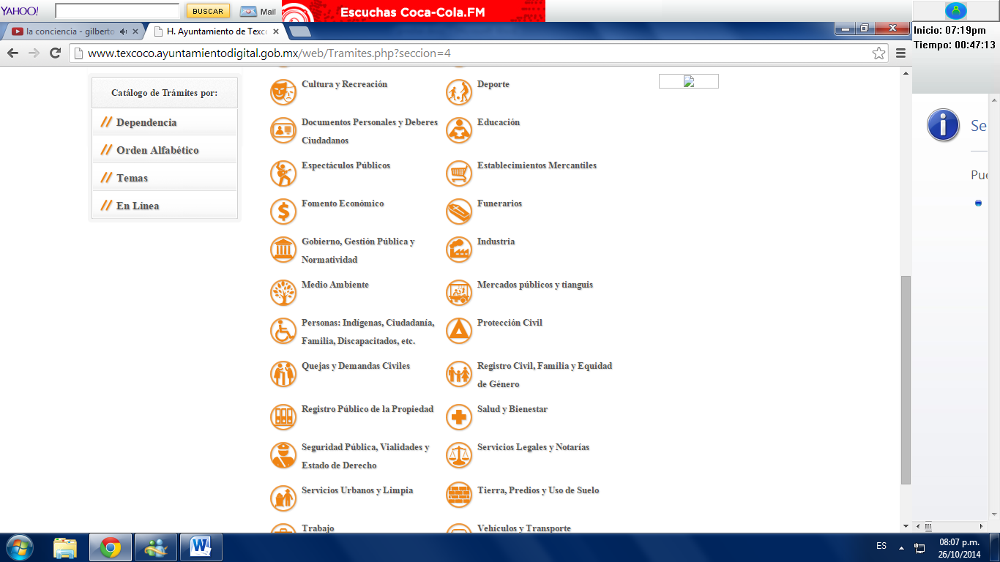 YAHOO!
BUSCAR
Mail
Escuchas Coca-Cola.FM
Inicio: 07:19pm
Tiempo: 00:47:13
la conciencia - gilberto
H. Ayuntamiento de Texco
www.texcoco.ayuntamientodigital.gob.mx/web/Tramites.php?seccion=4
Catálogo de Trámites por:
// Dependencia
// Orden Alfabético
// Temas
// En Línea
Cultura y Recreación
Deporte
Documentos Personales y Deberes
Ciudadanos
Educación
Espectáculos Públicos
Establecimientos Mercantiles
Fomento Económico
Funerarios
Gobierno, Gestión Pública y
Normatividad
Industria
Medio Ambiente
Mercados públicos y tianguis
Personas: Indígenas, Ciudadanía,
Familia, Discapacitados, etc.
Protección Civil
Quejas y Demandas Civiles
Registro Civil, Familia y Equidad
de Género
Registro Público de la Propiedad
Salud y Bienestar
Seguridad Pública, Vialidades y
Estado de Derecho
Servicios Legales y Notarías
Servicios Urbanos y Limpia
Tierra, Predios y Uso de Suelo
Trabajo
Vehículos y Transporte
Se
Pue
ES
08:07 p.m.
26/10/2014